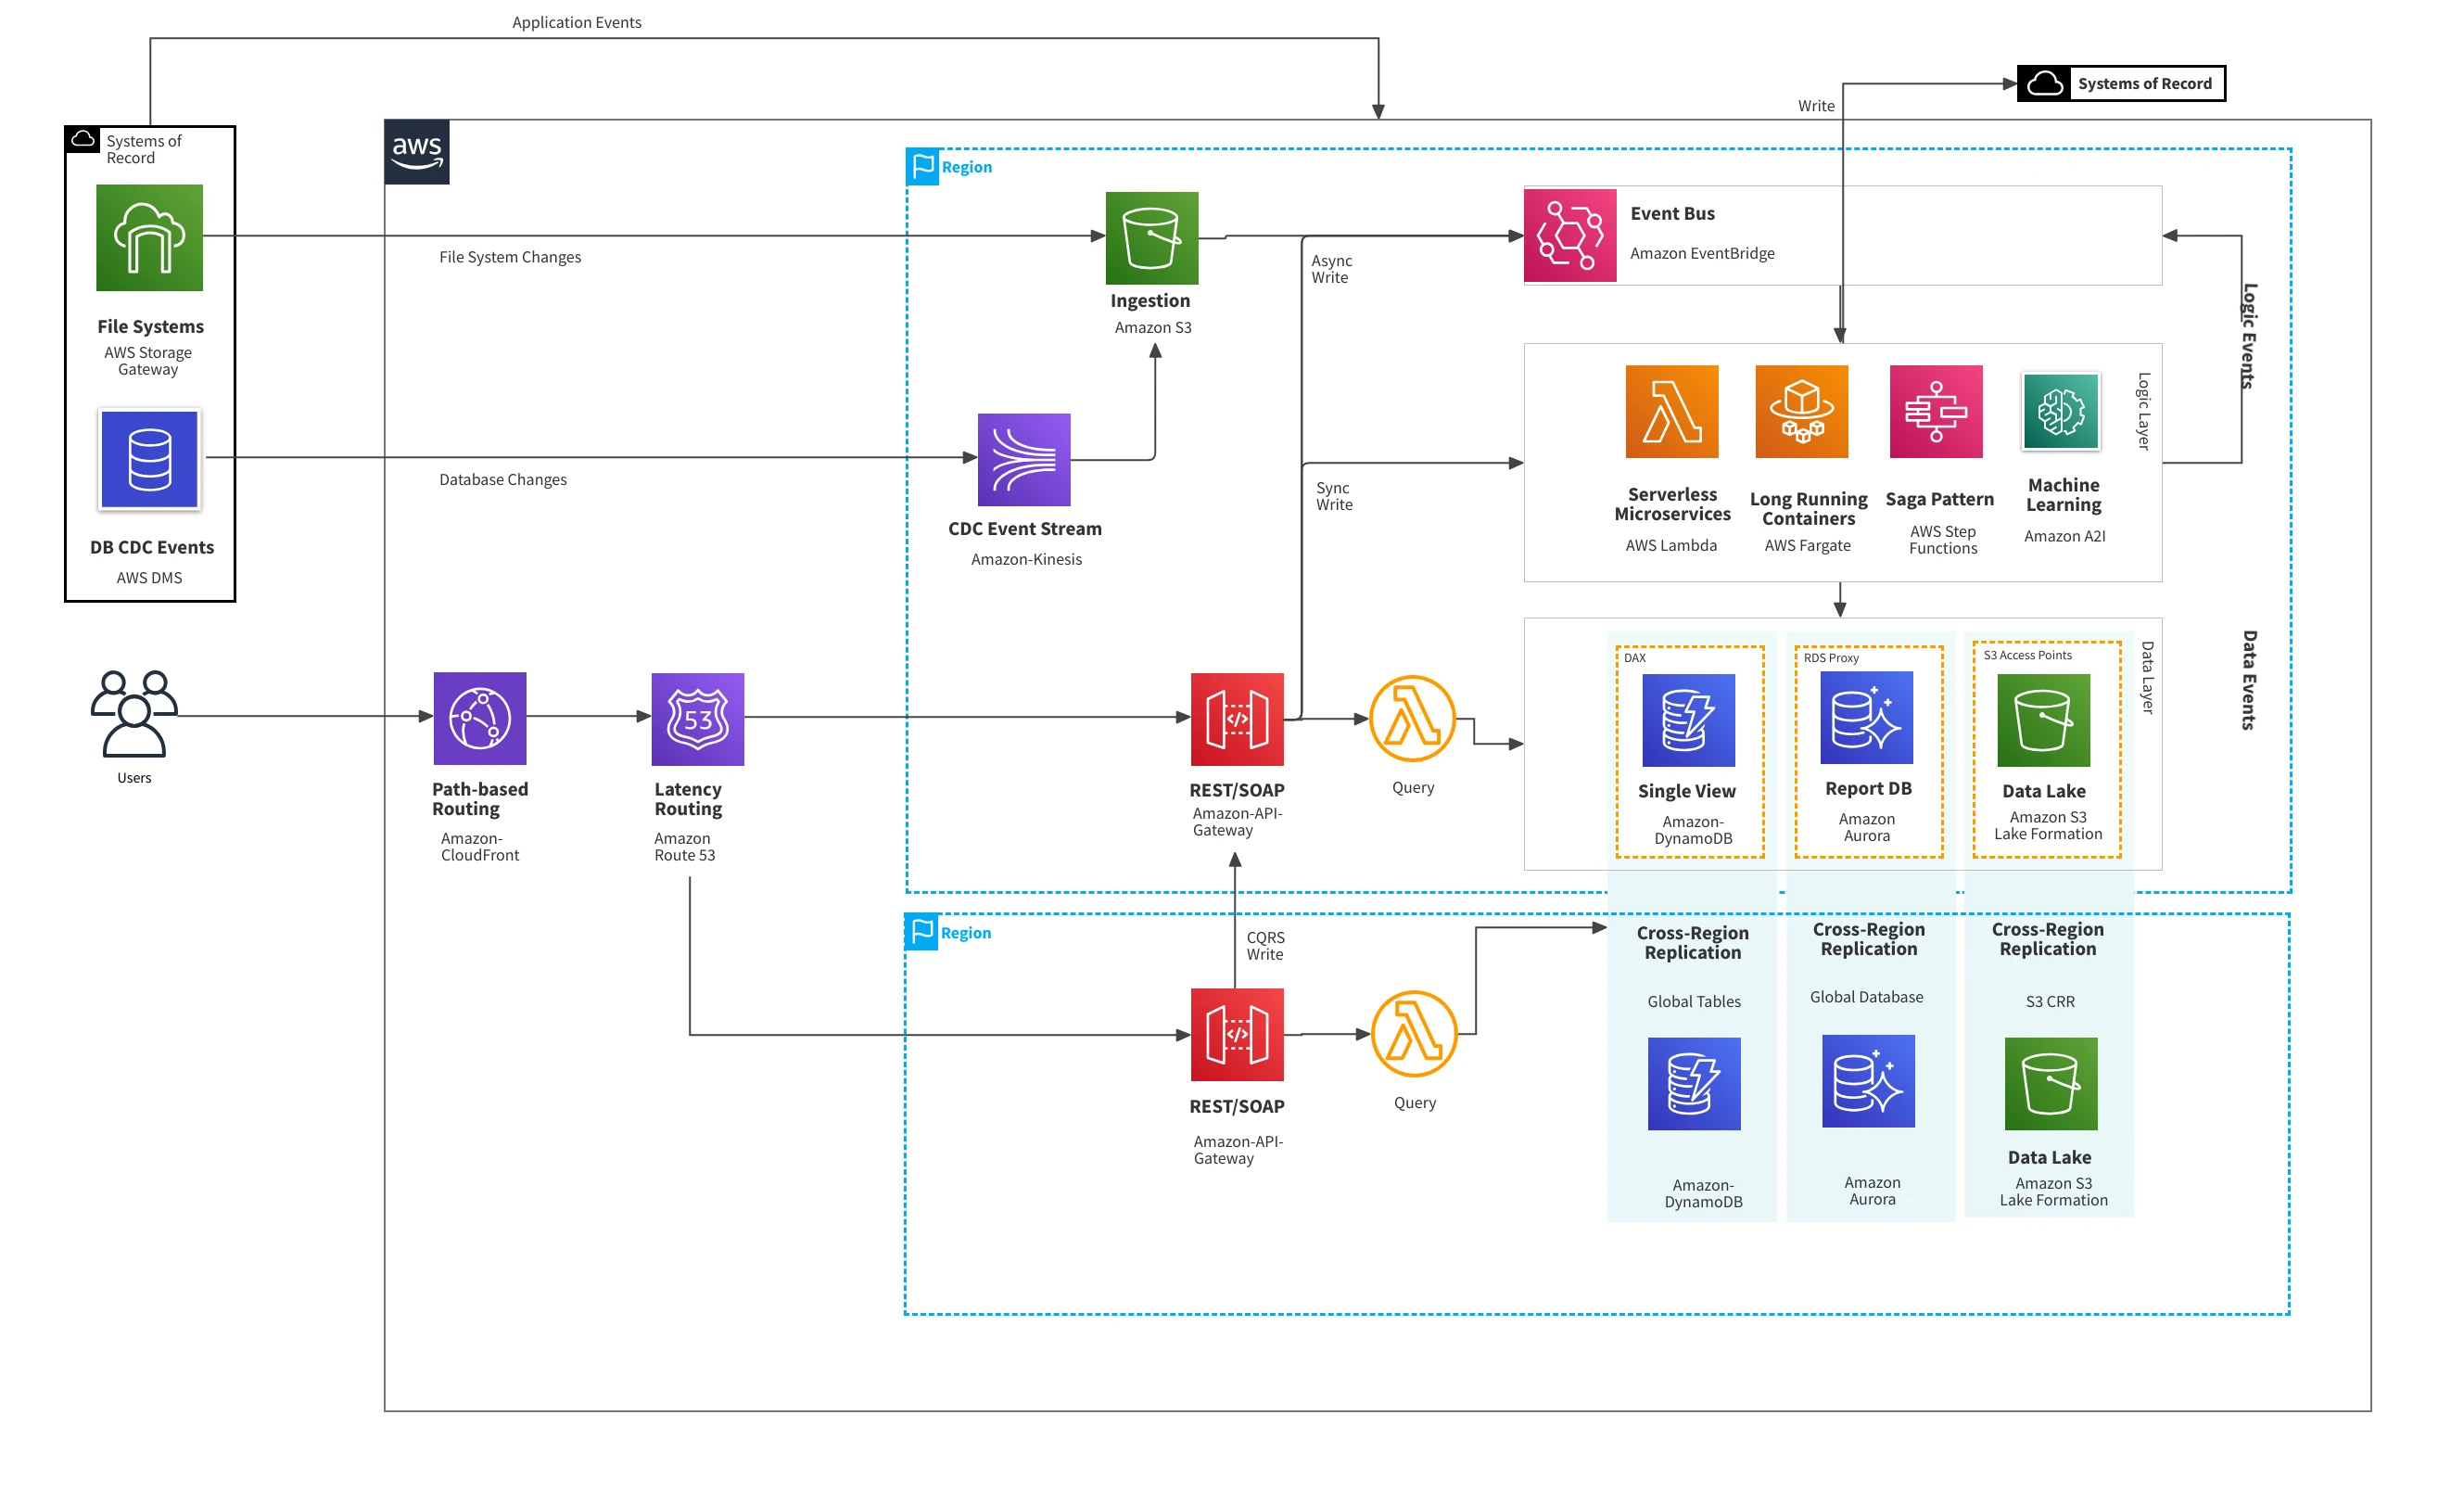 Application Events
Systems of Record
Write
Systems of
Record
aws
Region
File Systems
AWS Storage
Gateway
File System Changes
Ingestion
Amazon S3
Async
Write
Event Bus
Amazon EventBridge
Logic Events
DB CDC Events
AWS DMS
Database Changes
CDC Event Stream
Amazon-Kinesis
Sync
Write
Serverless
Microservices
AWS Lambda
Long Running
Containers
AWS Fargate
Saga Pattern
AWS Step
Functions
Machine
Learning
Amazon A2I
Logic Layer
Users
Path-based
Routing
Amazon-
CloudFront
53
Latency
Routing
Amazon
Route 53
</>
REST/SOAP
Amazon-API-
Gateway
Query
DAX
Single View
Amazon-
DynamoDB
RDS Proxy
Report DB
Amazon
Aurora
S3 Access Points
Data Lake
Amazon S3
Lake Formation
Data Layer
Data Events
Region
CQRS
Write
</>
REST/SOAP
Amazon-API-
Gateway
Query
Cross-Region
Replication
Global Tables
Amazon-
DynamoDB
Cross-Region
Replication
Global Database
Amazon
Aurora
Cross-Region
Replication
S3 CRR
Data Lake
Amazon S3
Lake Formation